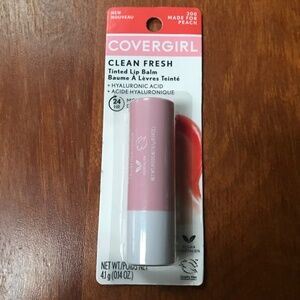 NEW
NOUVEAU
200
MADE FOR
PEACH
COVERGIRL
CLEAN FRESH
Tinted Lip Balm
Baume À Lèvres Teinté
+ HYALURONIC ACID
+ ACIDE HYALURONIQUE
24
HR
NET WT./POIDS NET
4.1 g (0.14 OZ.)